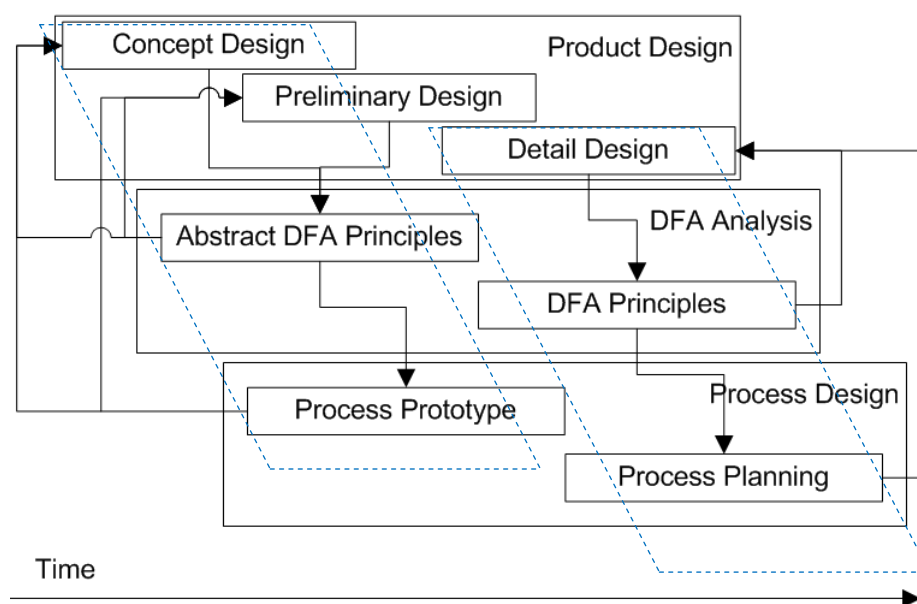 Concept Design
Product Design
Preliminary Design
Detail Design
DFA Analysis
Abstract DFA Principles
DFA Principles
Process Design
Process Prototype
Process Planning
Time